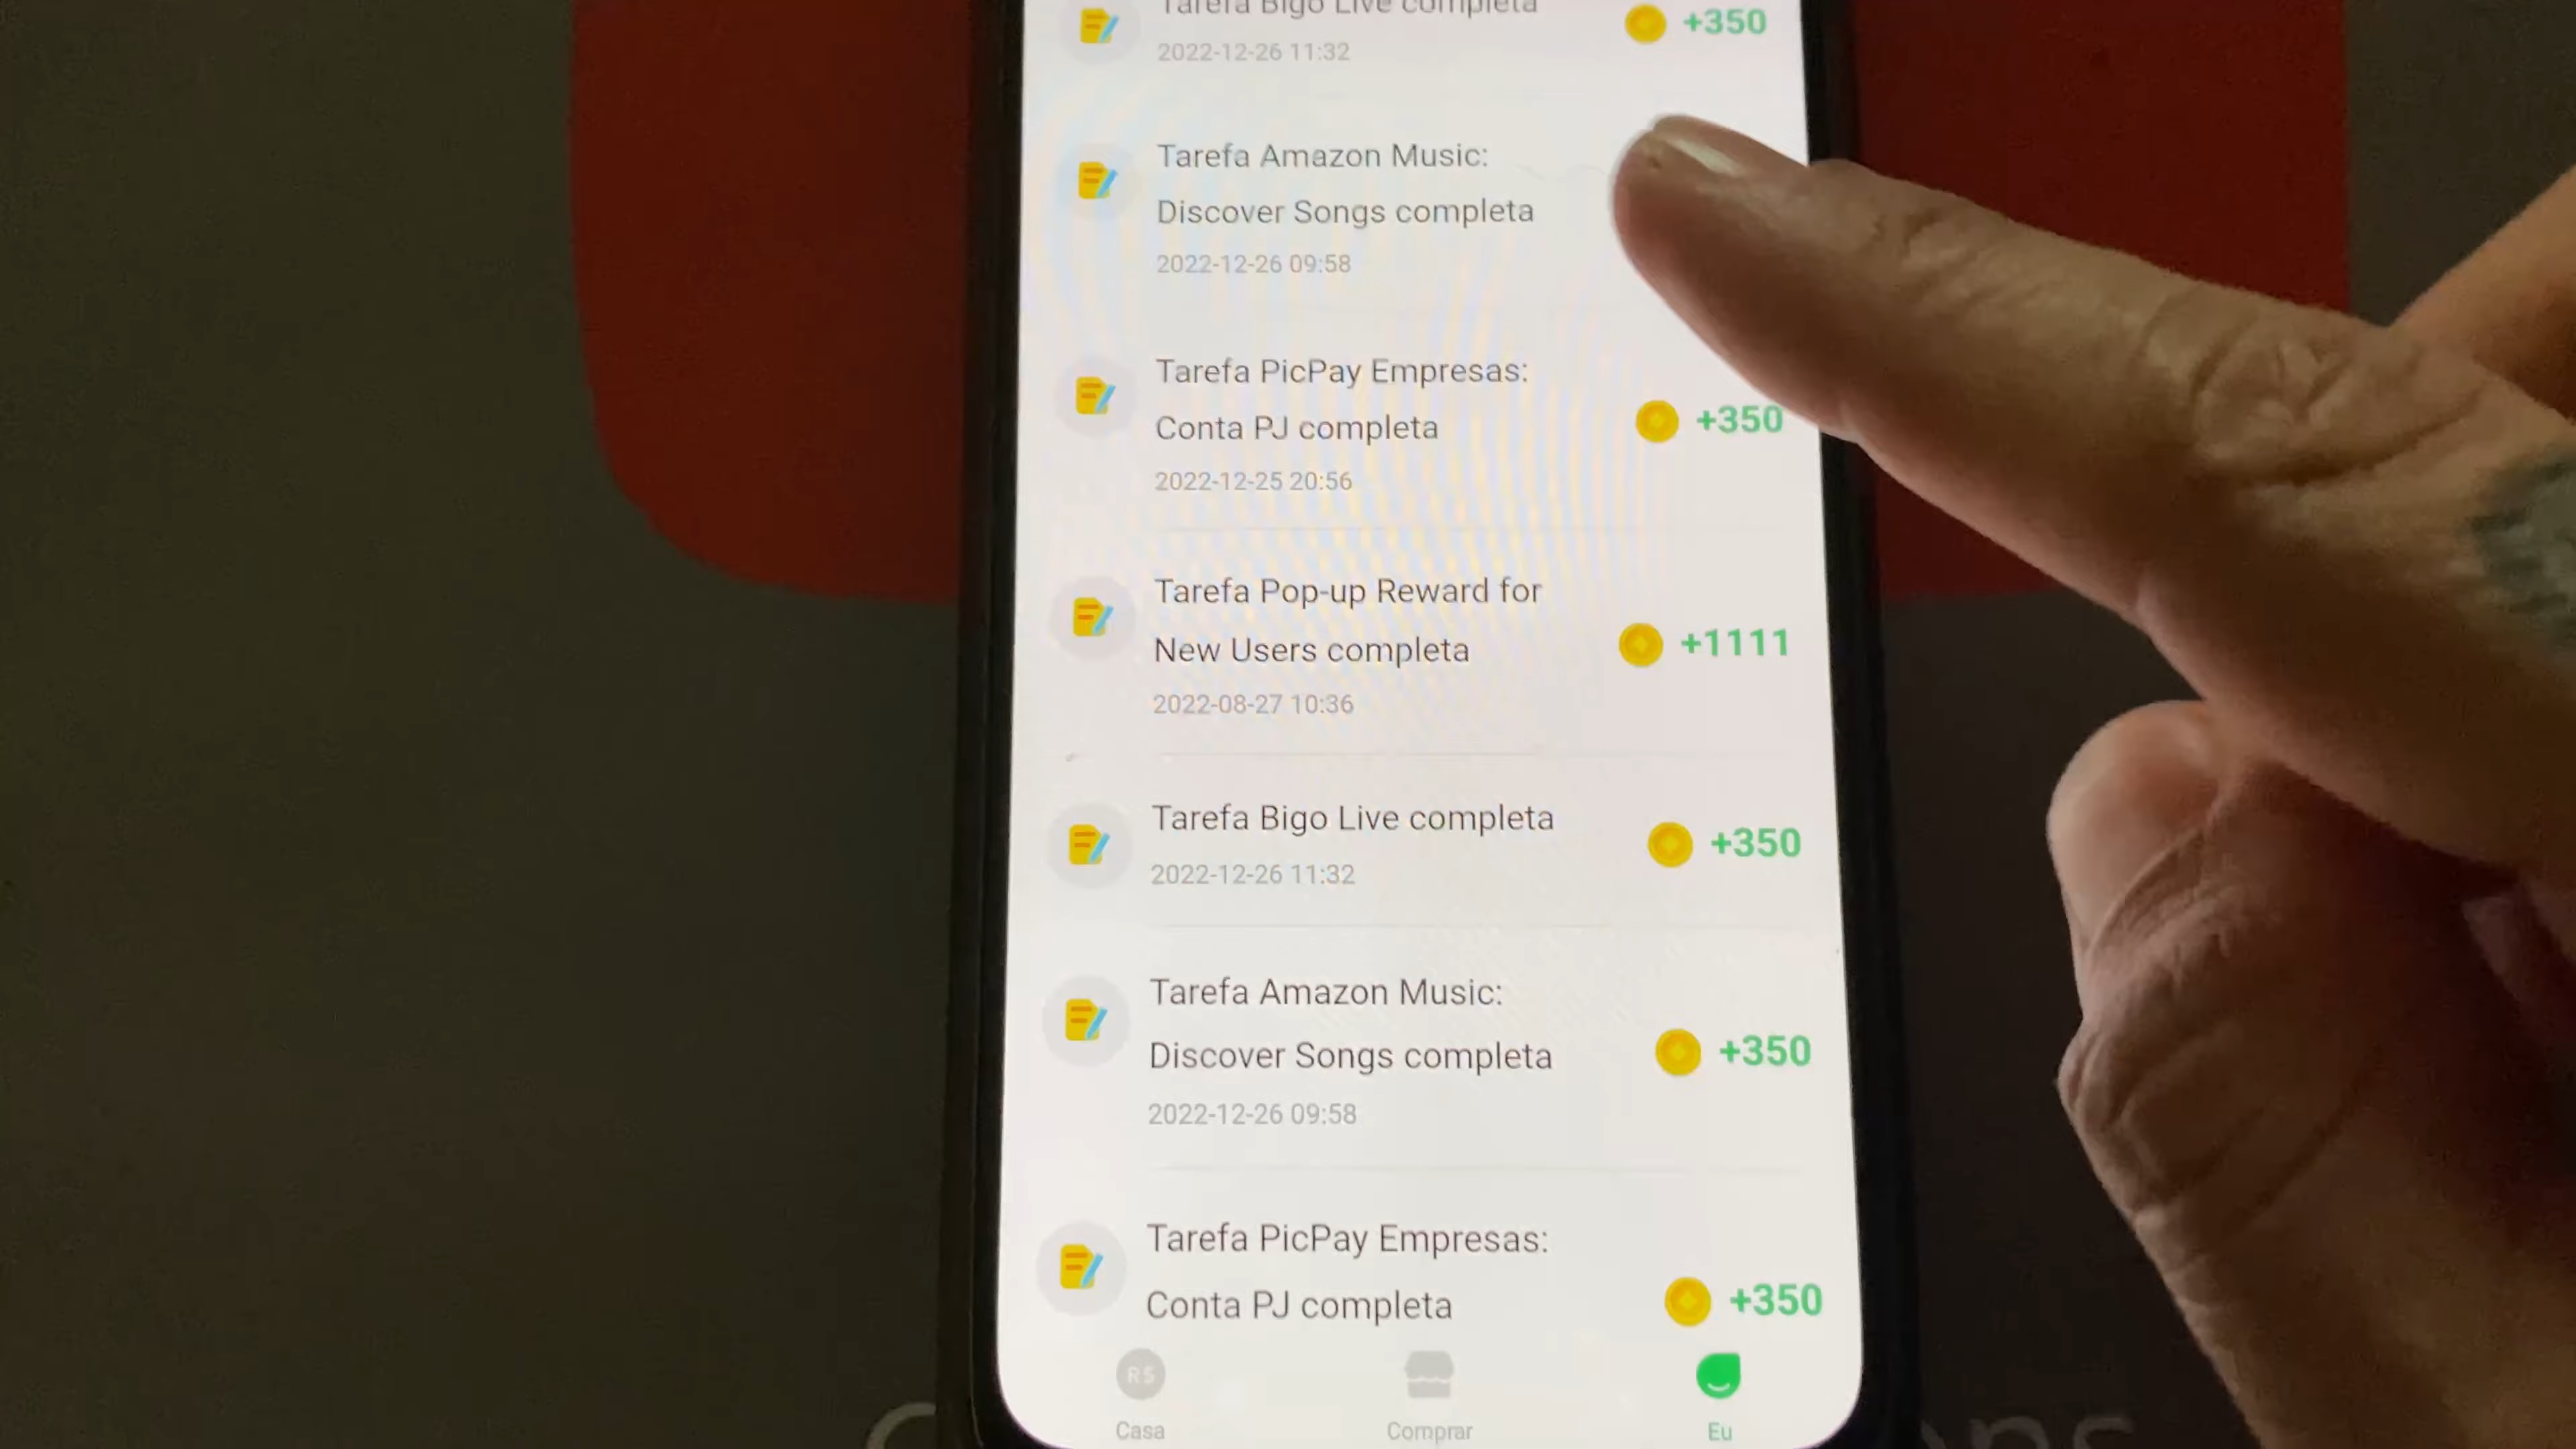 Tarefa Bigo Live completa
2022-12-26 11:32
+350
Tarefa Amazon Music:
Discover Songs completa
2022-12-26 09:58
Tarefa PicPay Empresas:
Conta PJ completa
2022-12-25 20:56
+350
Tarefa Pop-up Reward for
New Users completa
2022-08-27 10:36
+1111
Tarefa Bigo Live completa
2022-12-26 11:32
+350
Tarefa Amazon Music:
Discover Songs completa
2022-12-26 09:58
+350
Tarefa PicPay Empresas:
Conta PJ completa
+350
R$
Casa
Comprar
Eu